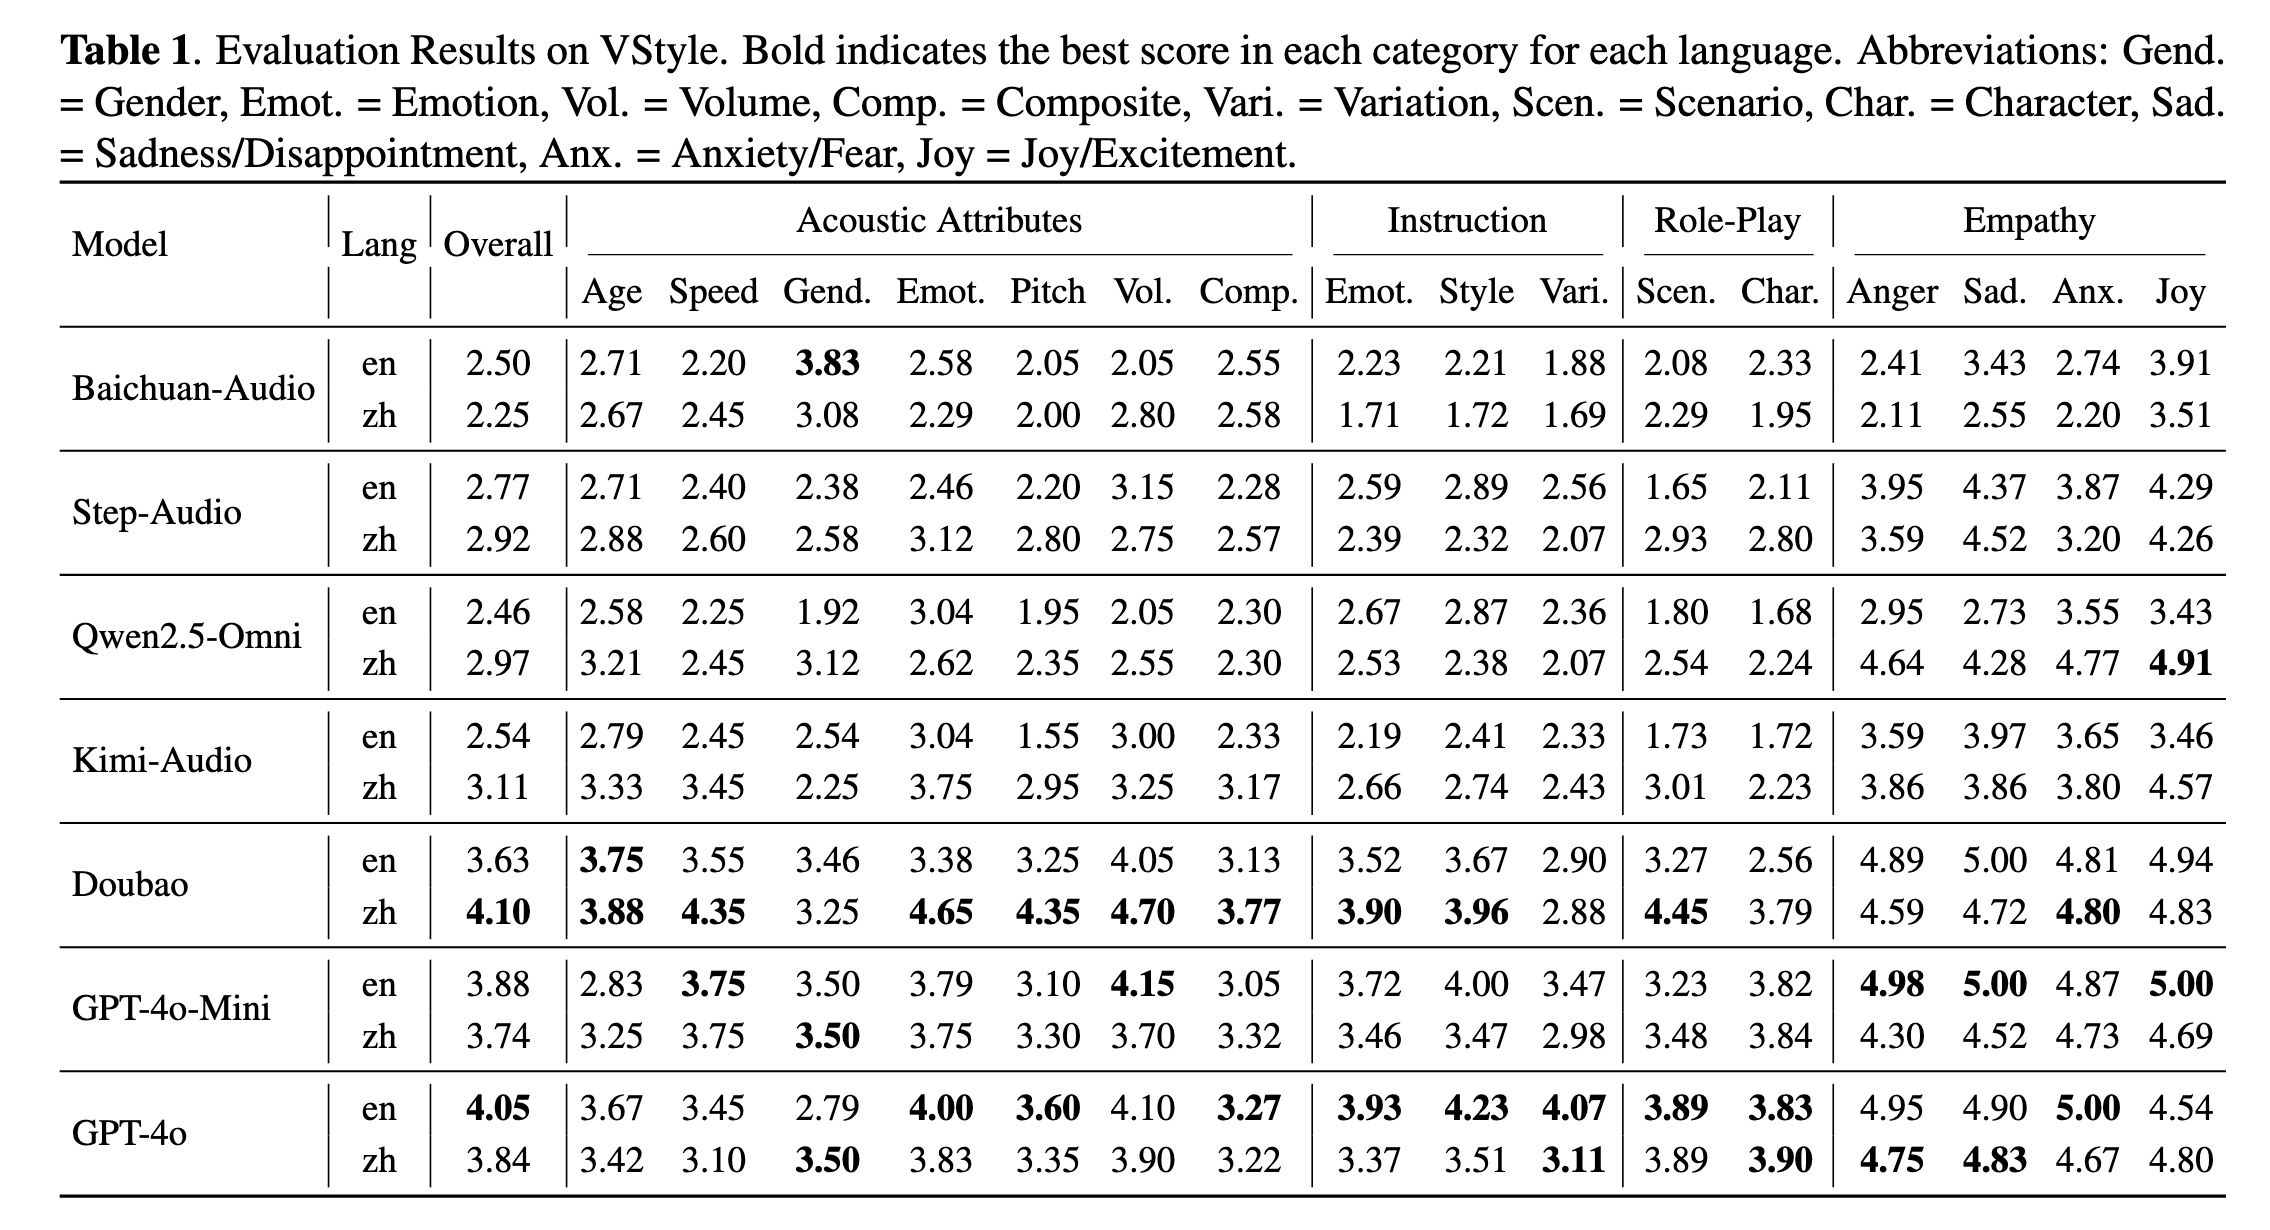 Table 1. Evaluation Results on VStyle. Bold indicates the best score in each category for each language. Abbreviations: Gend.
= Gender, Emot. = Emotion, Vol. = Volume, Comp. = Composite, Vari. = Variation, Scen. = Scenario, Char. = Character, Sad.
= Sadness/Disappointment, Anx. = Anxiety/Fear, Joy = Joy/Excitement.
Model Lang Overall Acoustic Attributes Instruction Role-Play Empathy
Age Speed Gend. Emot. Pitch Vol. Comp. Emot. Style Vari. Scen. Char. Anger Sad. Anx. Joy
Baichuan-Audio
en 2.50 2.71 2.20 3.83 2.58 2.05 2.05 2.55 2.23 2.21 1.88 2.08 2.33 2.41 3.43 2.74 3.91
zh 2.25 2.67 2.45 3.08 2.29 2.00 2.80 2.58 1.71 1.72 1.69 2.29 1.95 2.11 2.55 2.20 3.51
Step-Audio
en 2.77 2.71 2.40 2.38 2.46 2.20 3.15 2.28 2.59 2.89 2.56 1.65 2.11 3.95 4.37 3.87 4.29
zh 2.92 2.88 2.60 2.58 3.12 2.80 2.75 2.57 2.39 2.32 2.07 2.93 2.80 3.59 4.52 3.20 4.26
Qwen2.5-Omni
en 2.46 2.58 2.25 1.92 3.04 1.95 2.05 2.30 2.67 2.87 2.36 1.80 1.68 2.95 2.73 3.55 3.43
zh 2.97 3.21 2.45 3.12 2.62 2.35 2.55 2.30 2.53 2.38 2.07 2.54 2.24 4.64 4.28 4.77 4.91
Kimi-Audio
en 2.54 2.79 2.45 2.54 3.04 1.55 3.00 2.33 2.19 2.41 2.33 1.73 1.72 3.59 3.97 3.65 3.46
zh 3.11 3.33 3.45 2.25 3.75 2.95 3.25 3.17 2.66 2.74 2.43 3.01 2.23 3.86 3.86 3.80 4.57
Doubao
en 3.63 3.75 3.55 3.46 3.38 3.25 4.05 3.13 3.52 3.67 2.90 3.27 2.56 4.89 5.00 4.81 4.94
zh 4.10 3.88 4.35 3.25 4.65 4.35 4.70 3.77 3.90 3.96 2.88 4.45 3.79 4.59 4.72 4.80 4.83
GPT-4o-Mini
en 3.88 2.83 3.75 3.50 3.79 3.10 4.15 3.05 3.72 4.00 3.47 3.23 3.82 4.98 5.00 4.87 5.00
zh 3.74 3.25 3.75 3.50 3.75 3.30 3.70 3.32 3.46 3.47 2.98 3.48 3.84 4.30 4.52 4.73 4.69
GPT-4o
en 4.05 3.67 3.45 2.79 4.00 3.60 4.10 3.27 3.93 4.23 4.07 3.89 3.83 4.95 4.90 5.00 4.54
zh 3.84 3.42 3.10 3.50 3.83 3.35 3.90 3.22 3.37 3.51 3.11 3.89 3.90 4.75 4.83 4.67 4.80